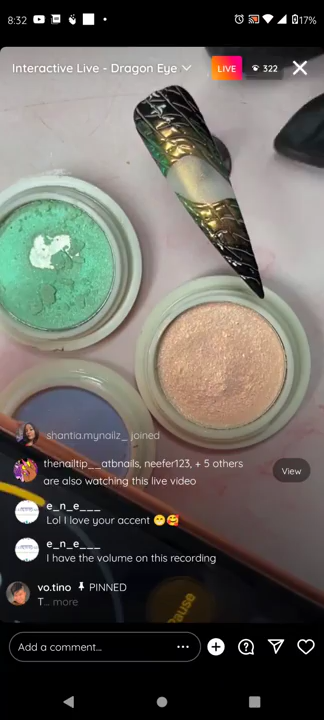 8:32
17%
Interactive Live - Dragon Eye
LIVE
322
shantia.mynailz_ joined
thenailtip__atbnails, neefer123, + 5 others
are also watching this live video
View
e_n_e___
Lol I love your accent 😁🥰
e_n_e___
I have the volume on this recording
vo.tino PINNED
T... more
Pause
Add a comment...